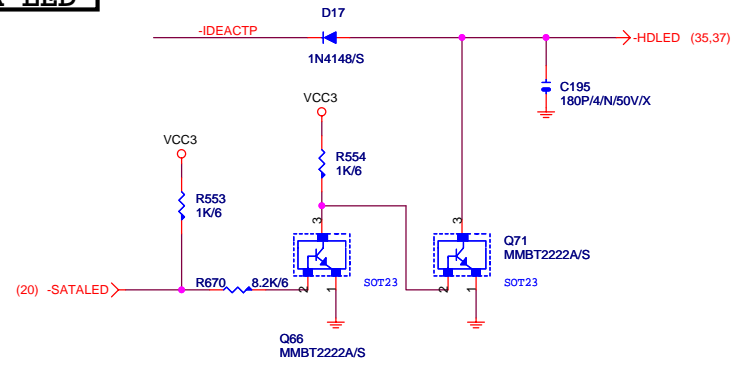 LED
D17
-IDEACTP
-HDLED (35,37)
1N4148/S
C195
180P/4/N/50V/X
VCC3
VCC3
R554
1K/6
R553
1K/6
3
3
Q71
MMBT2222A/S
(20) -SATALED
R670
8.2K/6
2
1
SOT23
2
1
SOT23
Q66
MMBT2222A/S